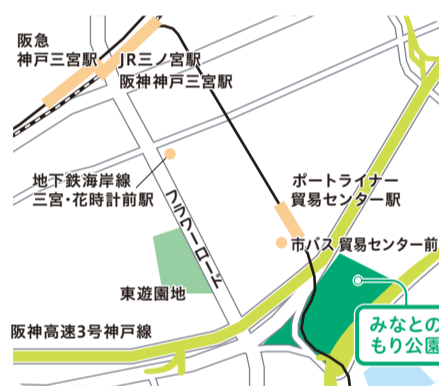 阪急
神戸三宮駅
JR三ノ宮駅
阪神神戸三宮駅
地下鉄海岸線
三宮・花時計前駅
フラワーロード
ポートライナー
貿易センター駅
市バス 貿易センター前
東遊園地
阪神高速3号神戸線
みなとの
もり公園